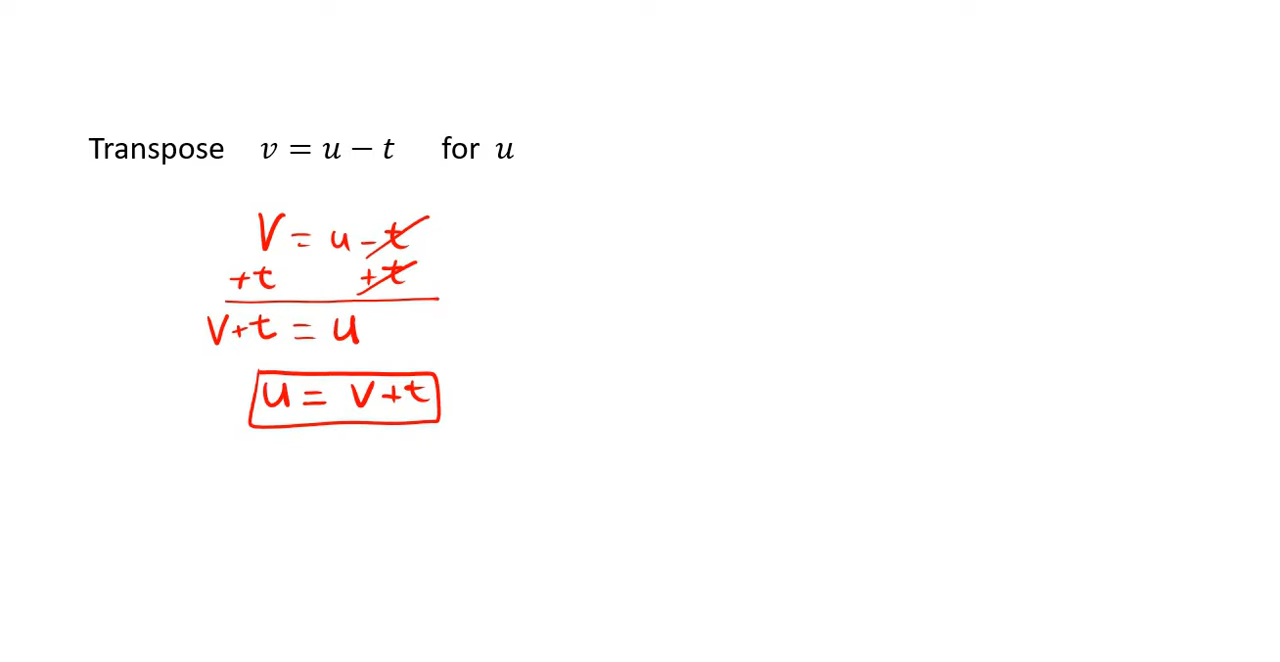 Transpose v = u − t for u
V = u - t
+t +t
V+t = u
u = V+t